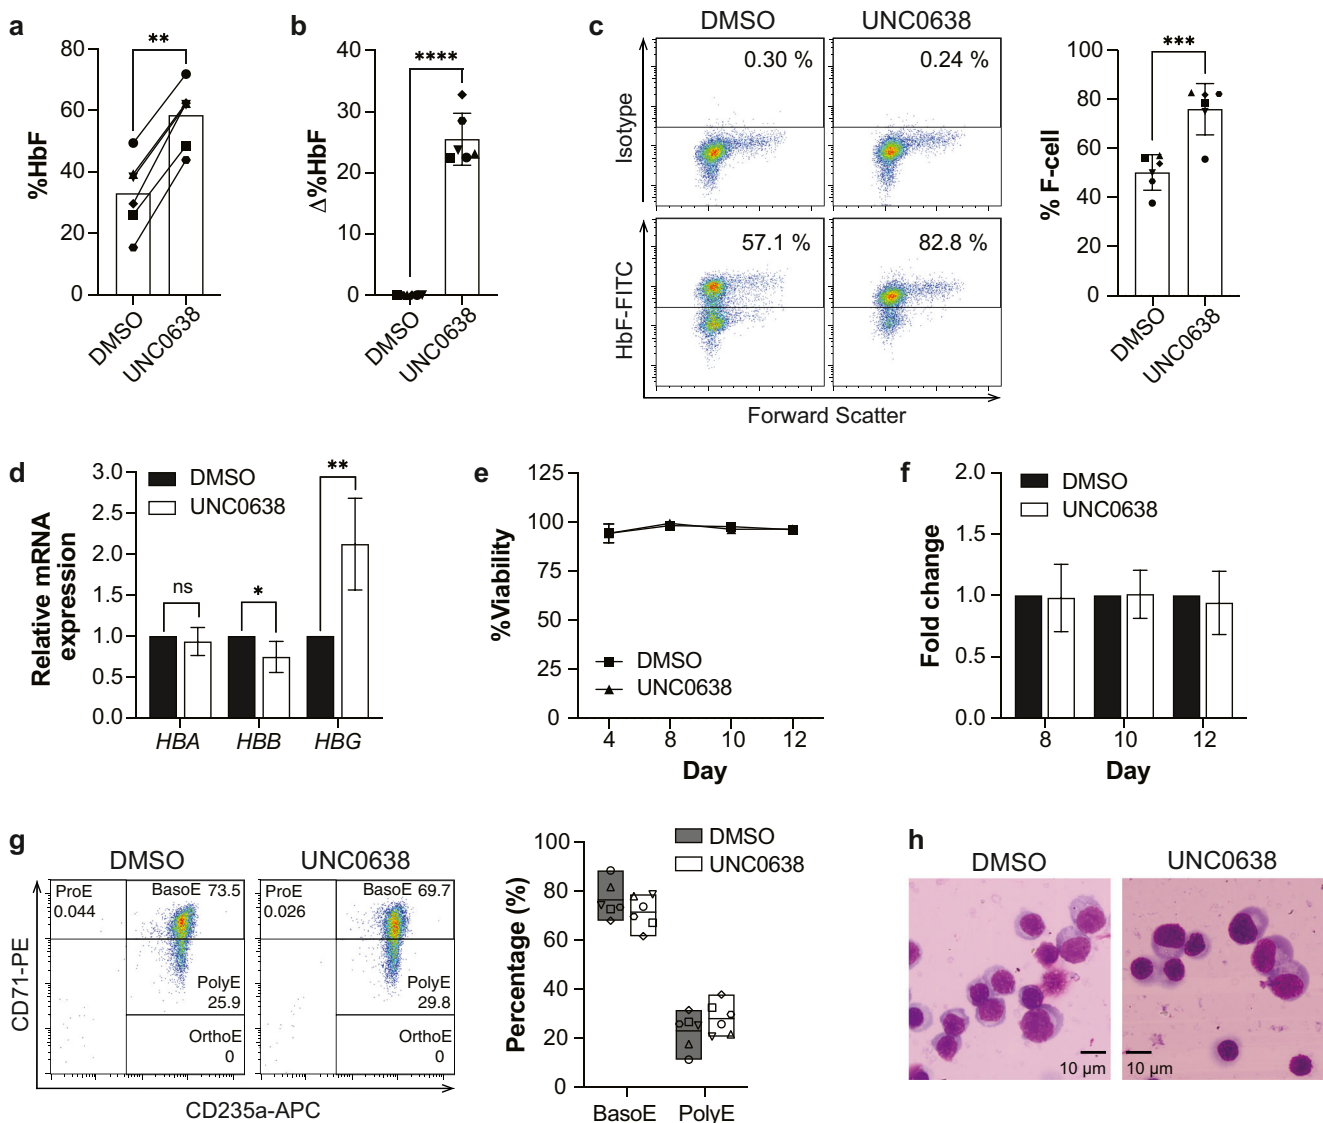 a
%HbF
80
60
40
20
0
**
DMSO
UNC0638
b
Δ%HbF
40
30
20
10
0
****
DMSO
UNC0638
c
DMSO
UNC0638
Isotype
0.30 %
0.24 %
HbF-FITC
57.1 %
82.8 %
Forward Scatter
% F-cell
100
80
60
40
20
0
***
DMSO
UNC0638
d
Relative mRNA
expression
3.0
2.5
2.0
1.5
1.0
0.5
0.0
DMSO
UNC0638
ns
*
**
HBA
HBB
HBG
e
%Viability
125
100
75
50
25
0
DMSO
UNC0638
4
8
10
12
Day
f
Fold change
2.0
1.5
1.0
0.5
0.0
DMSO
UNC0638
8
10
12
Day
g
DMSO
UNC0638
CD71-PE
ProE
0.044
BasoE 73.5
PolyE
25.9
OrthoE
0
ProE
0.026
BasoE 69.7
PolyE
29.8
OrthoE
0
CD235a-APC
Percentage (%)
100
80
60
40
20
0
DMSO
UNC0638
BasoE
PolyE
h
DMSO
UNC0638
10 μm
10 μm